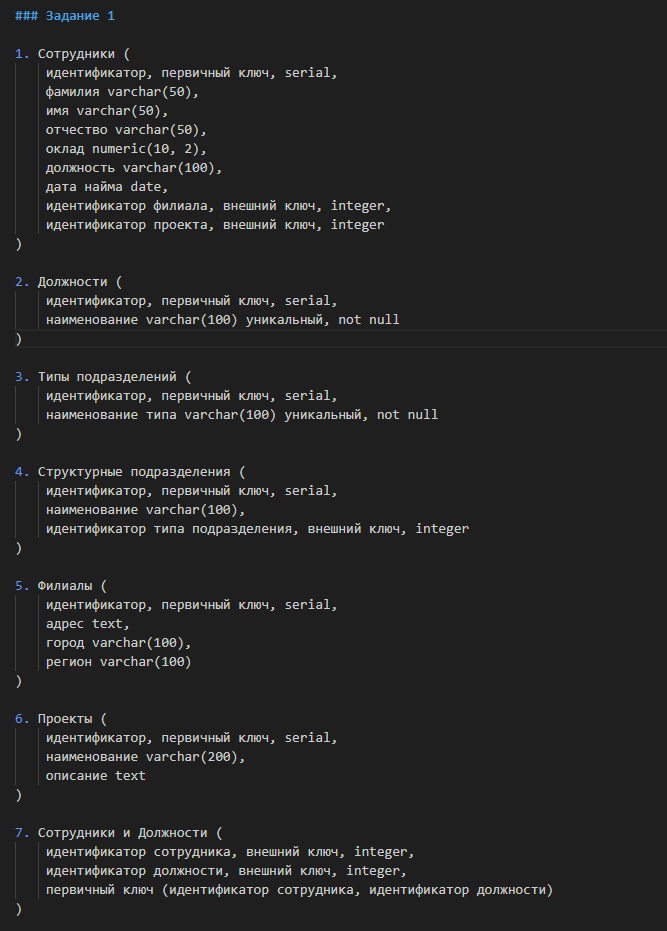 ### Задание 1
1. Сотрудники (
идентификатор, первичный ключ, serial,
фамилия varchar(50),
имя varchar(50),
отчество varchar(50),
оклад numeric(10, 2),
должность varchar(100),
дата найма date,
идентификатор филиала, внешний ключ, integer,
идентификатор проекта, внешний ключ, integer
)
2. Должности (
идентификатор, первичный ключ, serial,
наименование varchar(100) уникальный, not null
)
3. Типы подразделений (
идентификатор, первичный ключ, serial,
наименование типа varchar(100) уникальный, not null
)
4. Структурные подразделения (
идентификатор, первичный ключ, serial,
наименование varchar(100),
идентификатор типа подразделения, внешний ключ, integer
)
5. Филиалы (
идентификатор, первичный ключ, serial,
адрес text,
город varchar(100),
регион varchar(100)
)
6. Проекты (
идентификатор, первичный ключ, serial,
наименование varchar(200),
описание text
)
7. Сотрудники и Должности (
идентификатор сотрудника, внешний ключ, integer,
идентификатор должности, внешний ключ, integer,
первичный ключ (идентификатор сотрудника, идентификатор должности)
)